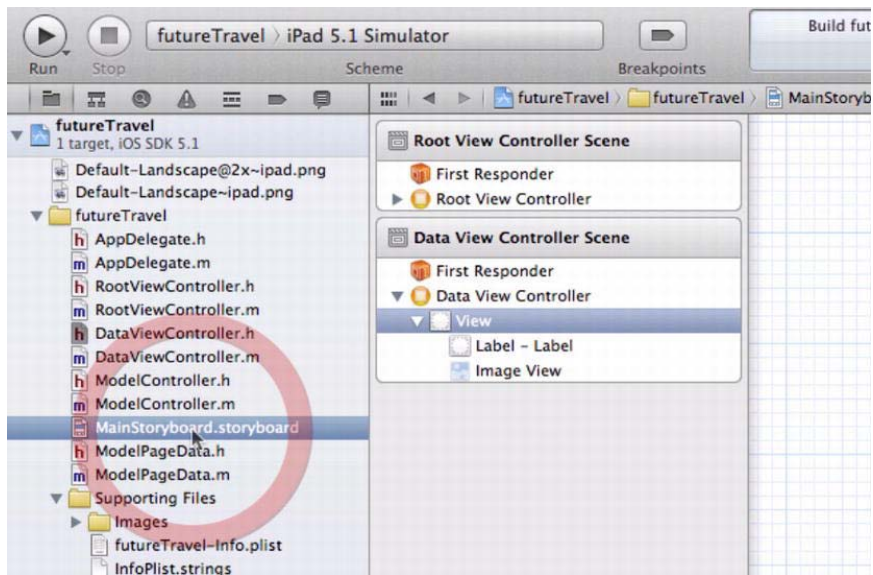 futureTravel > iPad 5.1 Simulator
Build fut
Run
Stop
Scheme
Breakpoints
futureTravel
futureTravel
MainStoryb
futureTravel
1 target, iOS SDK 5.1
Default-Landscape@2x~ipad.png
Default-Landscape~ipad.png
futureTravel
h AppDelegate.h
m AppDelegate.m
h RootViewController.h
m RootViewController.m
h DataViewController.h
m DataViewController.m
h ModelController.h
m ModelController.m
MainStoryboard.storyboard
h ModelPageData.h
m ModelPageData.m
Supporting Files
Images
futureTravel-Info.plist
InfoPlist.strings
Root View Controller Scene
First Responder
Root View Controller
Data View Controller Scene
First Responder
Data View Controller
View
Label - Label
Image View